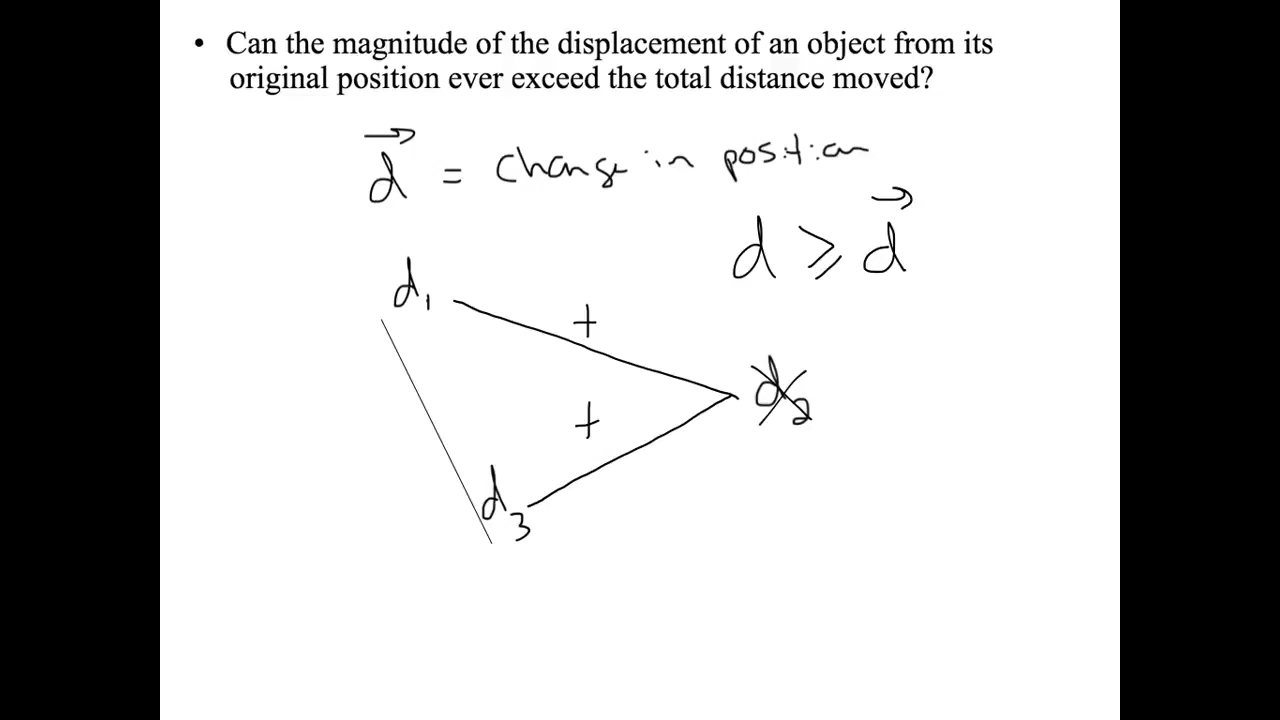 • Can the magnitude of the displacement of an object from its
original position ever exceed the total distance moved?
d⃗ = change in position
d ⩾ d⃗
d₁
+
d₂
+
d₃